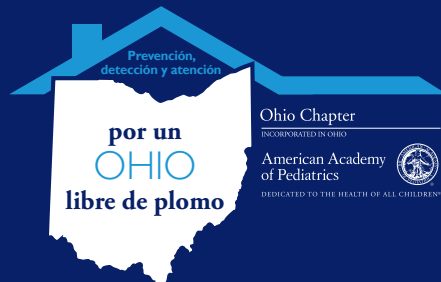 Prevención,
detección y atención
por un
OHIO
libre de plomo
Ohio Chapter
INCORPORATED IN OHIO
American Academy
of Pediatrics
DEDICATED TO THE HEALTH OF ALL CHILDREN®